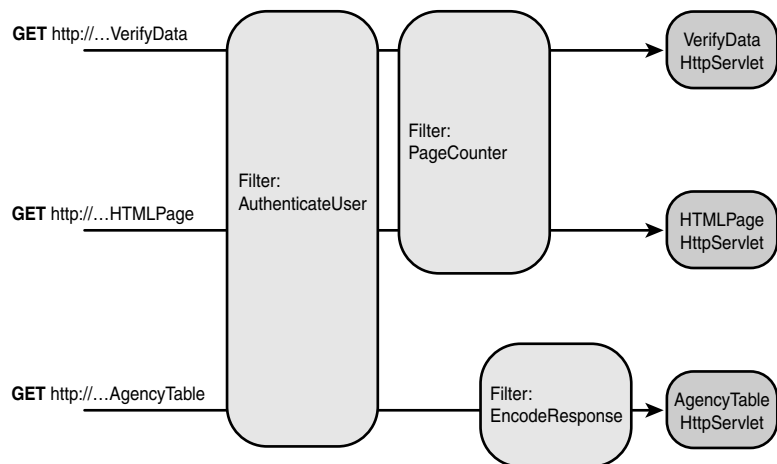 GET http://…VerifyData
VerifyData
HttpServlet
Filter:
PageCounter
Filter:
AuthenticateUser
GET http://…HTMLPage
HTMLPage
HttpServlet
GET http://…AgencyTable
Filter:
EncodeResponse
AgencyTable
HttpServlet